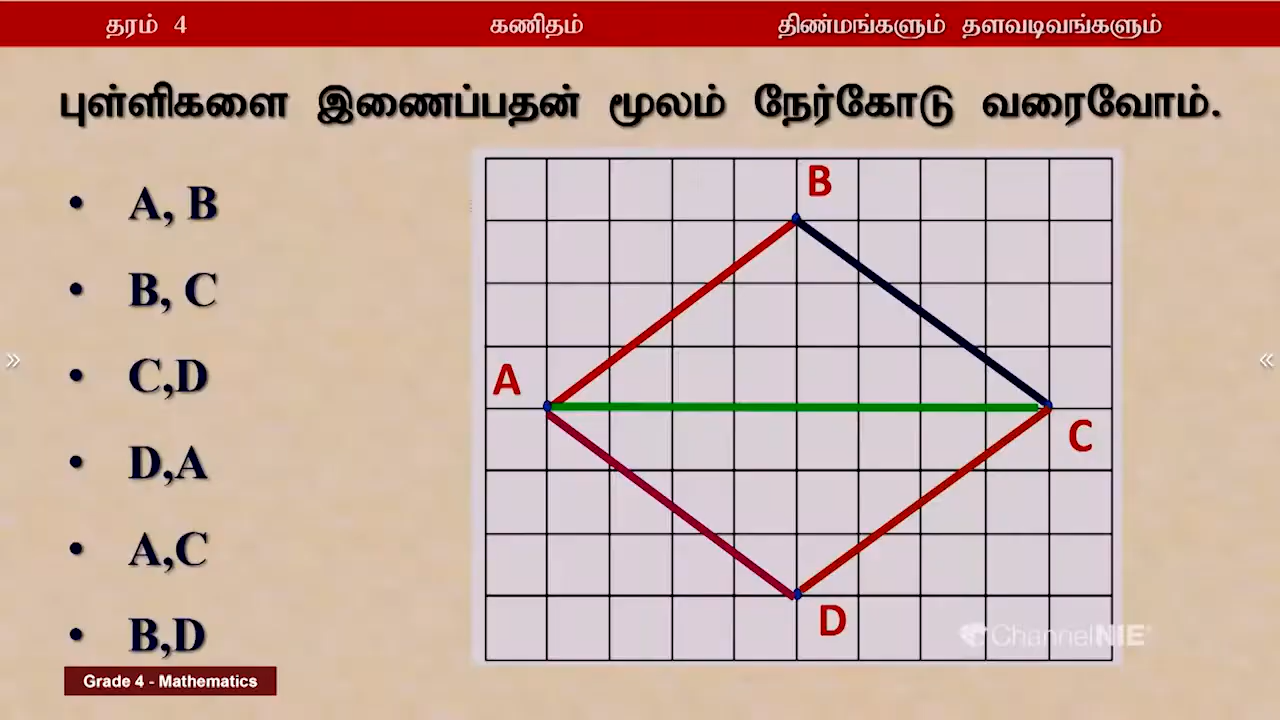 தரம் 4 கணிதம் திண்மங்களும் தளவடிவங்களும்
புள்ளிகளை இணைப்பதன் மூலம் நேர்கோடு வரைவோம்.
• A, B
• B, C
• C,D
• D,A
• A,C
• B,D
B
A
C
D
ChannelNIE
Grade 4 - Mathematics